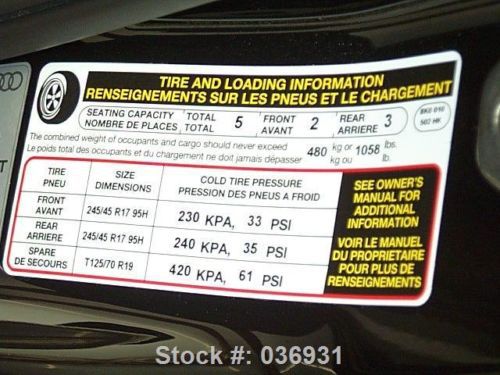 TIRE AND LOADING INFORMATION
RENSEIGNEMENTS SUR LES PNEUS ET LE CHARGEMENT
SEATING CAPACITY TOTAL 5 FRONT 2 REAR 3
NOMBRE DE PLACES TOTAL AVANT ARRIERE
8K0 010
502 HK
The combined weight of occupants and cargo should never exceed 480 kg or 1058 lbs.
Le poids total des occupants et du chargement ne doit jamais dépasser kg ou lb.
TIRE SIZE COLD TIRE PRESSURE
PNEU DIMENSIONS PRESSION DES PNEUS A FROID
FRONT
AVANT 245/45 R17 95H 230 KPA, 33 PSI
REAR
ARRIERE 245/45 R17 95H 240 KPA, 35 PSI
SPARE
DE SECOURS T125/70 R19 420 KPA, 61 PSI
SEE OWNER'S
MANUAL FOR
ADDITIONAL
INFORMATION
VOIR LE MANUEL
DU PROPRIETAIRE
POUR PLUS DE
RENSEIGNEMENTS
T
Stock #: 036931